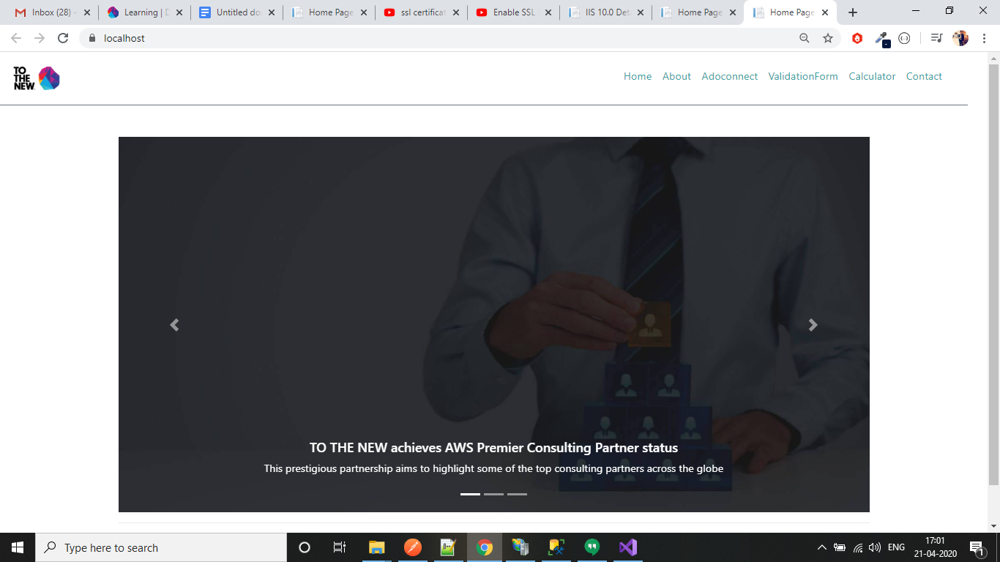 Inbox (28) -
Learning | D
Untitled do
Home Page
ssl certificat
Enable SSL
IIS 10.0 Deta
Home Page
Home Page
localhost
TO
THE
NEW
Home About Adoconnect ValidationForm Calculator Contact
TO THE NEW achieves AWS Premier Consulting Partner status
This prestigious partnership aims to highlight some of the top consulting partners across the globe
Type here to search
ENG
17:01
21-04-2020
1